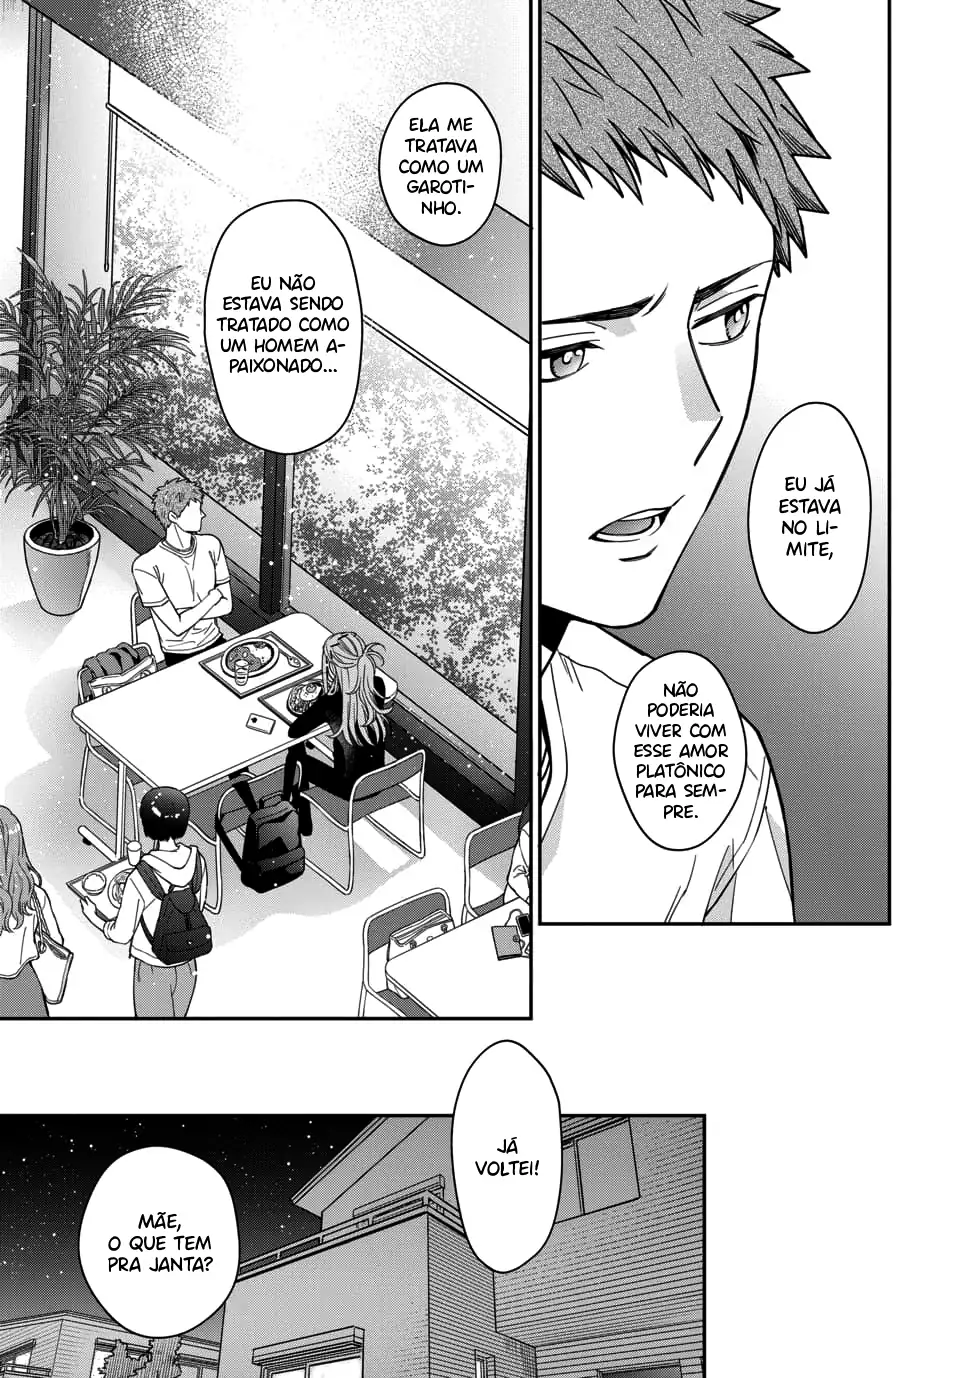 EU JÁ
ESTAVA
NO LI-
MITE,
NÃO
PODERIA
VIVER COM
ESSE AMOR
PLATÔNICO
PARA SEM-
PRE.
ELA ME
TRATAVA
COMO UM
GAROTI-
NHO.
EU NÃO
ESTAVA SENDO
TRATADO COMO
UM HOMEM A-
PAIXONADO...
JÁ
VOLTEI!
MÃE,
O QUE TEM
PRA JANTA?